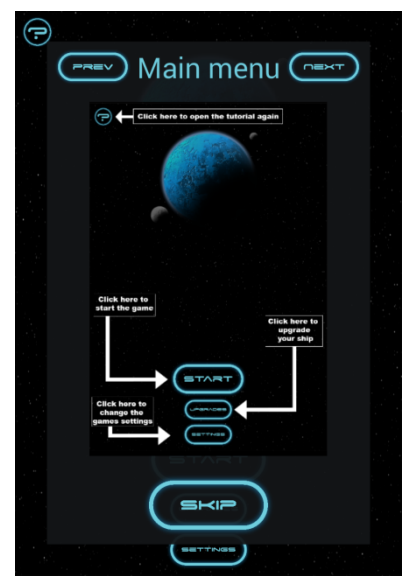 ?
PREV Main menu NEXT
?
Click here to open the tutorial again
Click here to
start the game
Click here to
upgrade
your ship
START
UPGRADES
Click here to
change the
games settings
SETTINGS
START
SKIP
SETTINGS